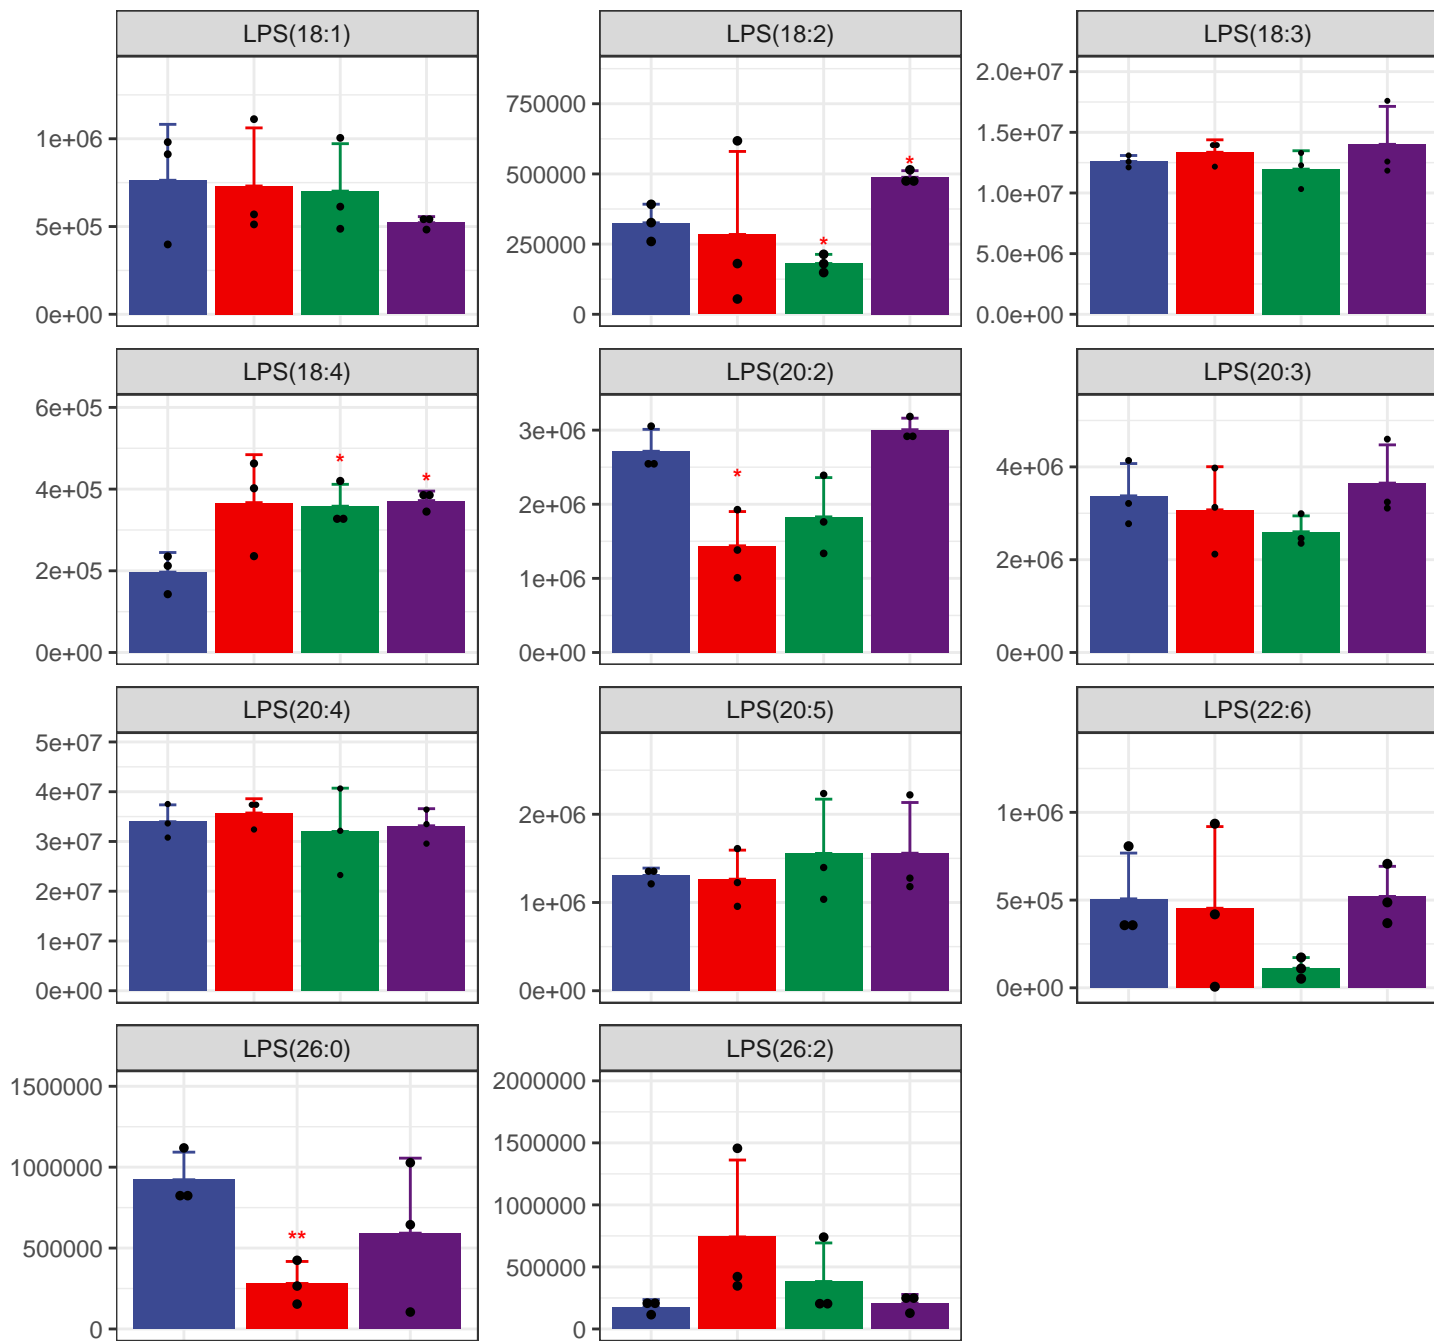 LPS(18:1)
1e+06
5e+05
0e+00
LPS(18:2)
750000
500000
250000
0
*
*
LPS(18:3)
2.0e+07
1.5e+07
1.0e+07
5.0e+06
0.0e+00
LPS(18:4)
6e+05
4e+05
2e+05
0e+00
*
*
LPS(20:2)
3e+06
2e+06
1e+06
0e+00
*
LPS(20:3)
4e+06
2e+06
0e+00
LPS(20:4)
5e+07
4e+07
3e+07
2e+07
1e+07
0e+00
LPS(20:5)
2e+06
1e+06
0e+00
LPS(22:6)
1e+06
5e+05
0e+00
LPS(26:0)
1500000
1000000
500000
0
**
LPS(26:2)
2000000
1500000
1000000
500000
0